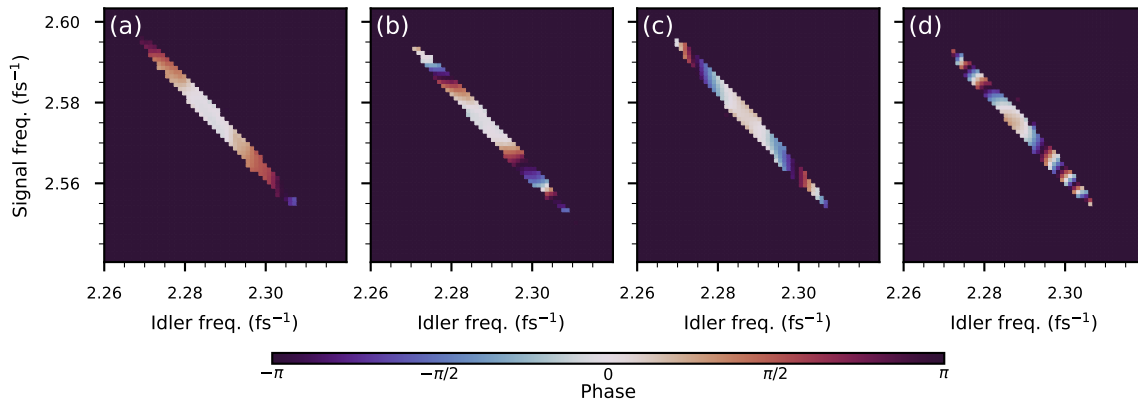 (a) (b) (c) (d)
2.60
2.58
2.56
Signal freq. (fs⁻¹)
2.26 2.28 2.30 2.26 2.28 2.30 2.26 2.28 2.30 2.26 2.28 2.30
Idler freq. (fs⁻¹) Idler freq. (fs⁻¹) Idler freq. (fs⁻¹) Idler freq. (fs⁻¹)
−π −π/2 0 π/2 π
Phase